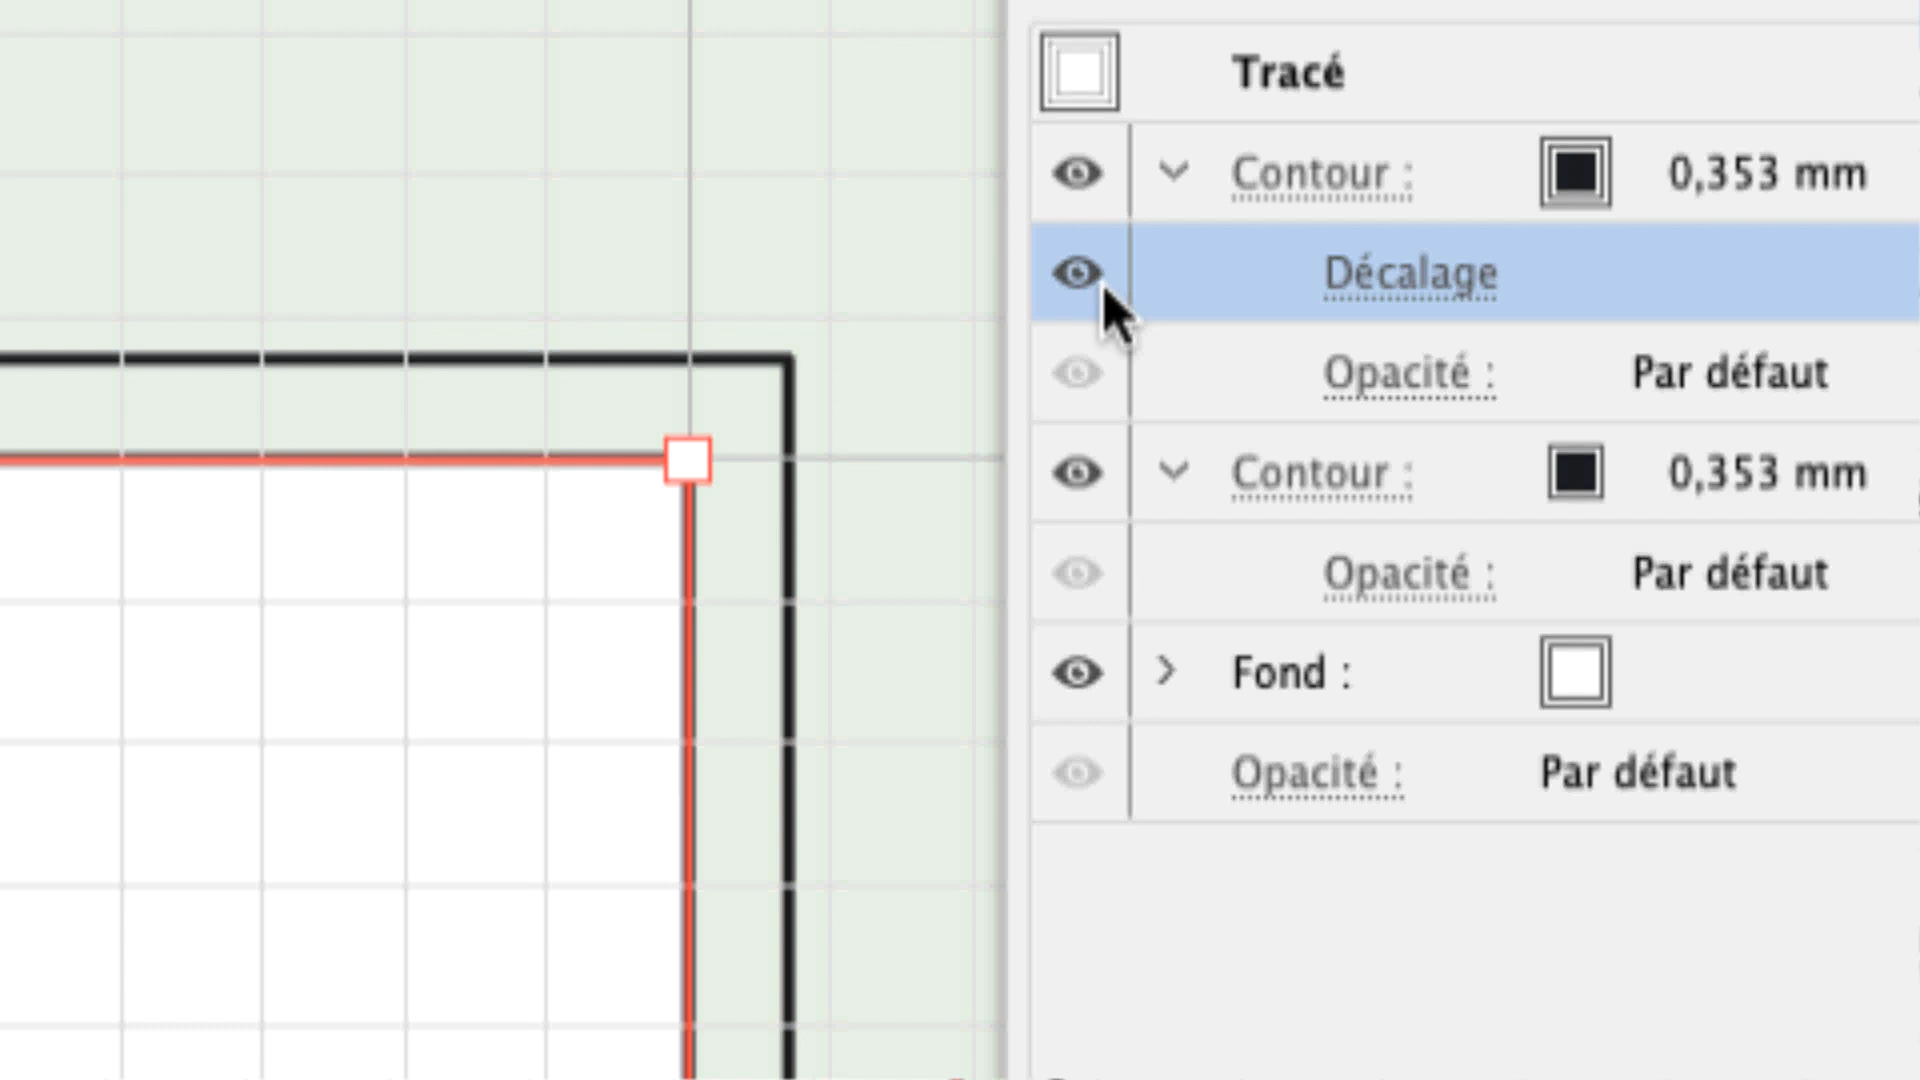 Tracé
Contour : 0,353 mm
Décalage
Opacité : Par défaut
Contour : 0,353 mm
Opacité : Par défaut
Fond :
Opacité : Par défaut